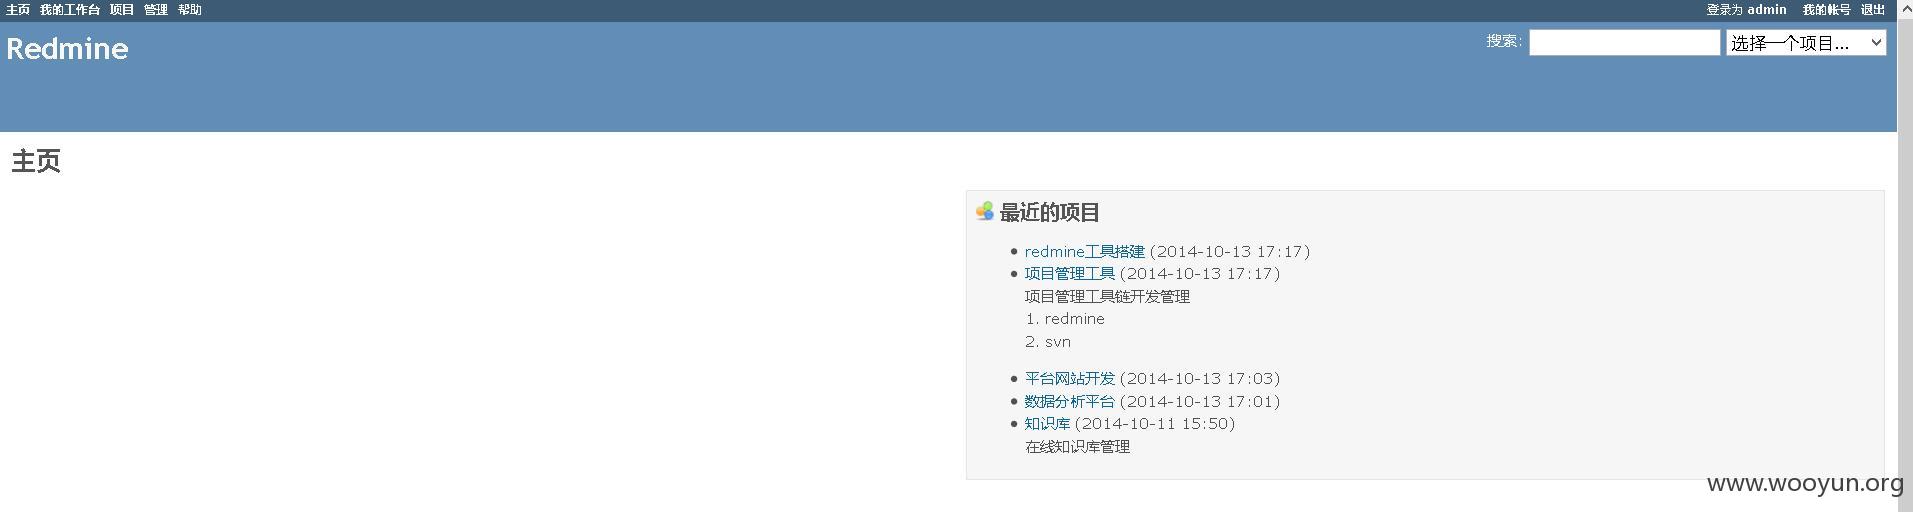 主页 我的工作台 项目 管理 帮助 登录为 admin 我的帐号 退出
Redmine 搜索: 选择一个项目...
主页
最近的项目
redmine工具搭建 (2014-10-13 17:17)
项目管理工具 (2014-10-13 17:17)
项目管理工具链开发管理
1. redmine
2. svn
平台网站开发 (2014-10-13 17:03)
数据分析平台 (2014-10-13 17:01)
知识库 (2014-10-11 15:50)
在线知识库管理
www.wooyun.org